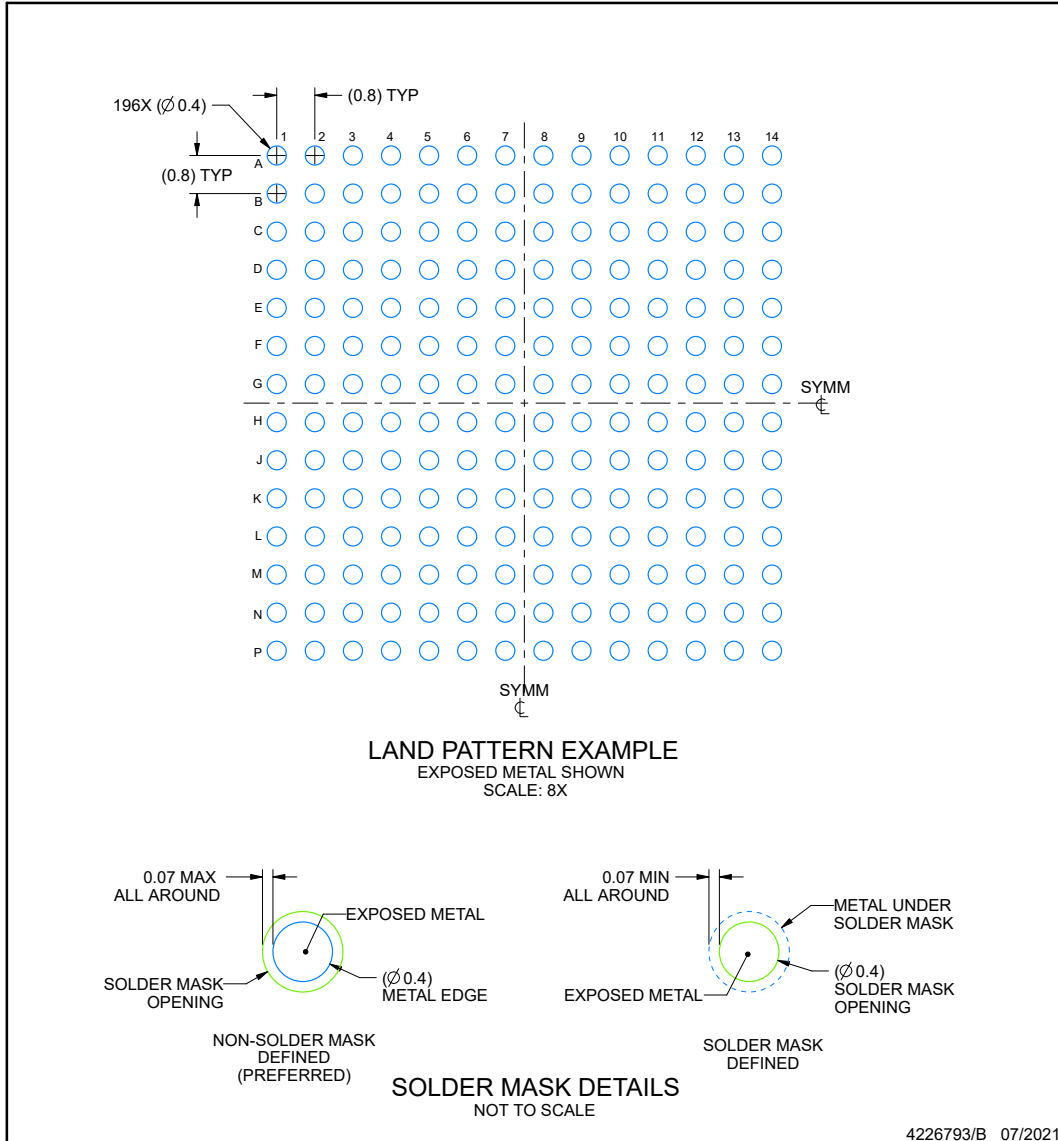 (0.8) TYP
196X (∅ 0.4)
1 2 3 4 5 6 7 8 9 10 11 12 13 14
A
(0.8) TYP
B
C
D
E
F
G
SYMM
℄
H
J
K
L
M
N
P
SYMM
℄
LAND PATTERN EXAMPLE
EXPOSED METAL SHOWN
SCALE: 8X
0.07 MAX
ALL AROUND
EXPOSED METAL
SOLDER MASK
OPENING
(∅ 0.4)
METAL EDGE
NON-SOLDER MASK
DEFINED
(PREFERRED)
0.07 MIN
ALL AROUND
METAL UNDER
SOLDER MASK
EXPOSED METAL
(∅ 0.4)
SOLDER MASK
OPENING
SOLDER MASK
DEFINED
SOLDER MASK DETAILS
NOT TO SCALE
4226793/B 07/2021